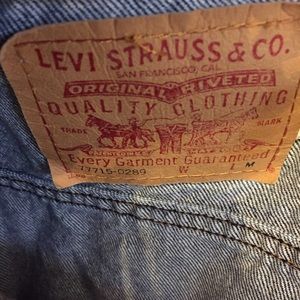 LEVI STRAUSS & CO.
SAN FRANCISCO, CAL.
ORIGINAL RIVETED
QUALITY CLOTHING
TRADE MARK
Every Garment Guaranteed
77715-0289 W L M